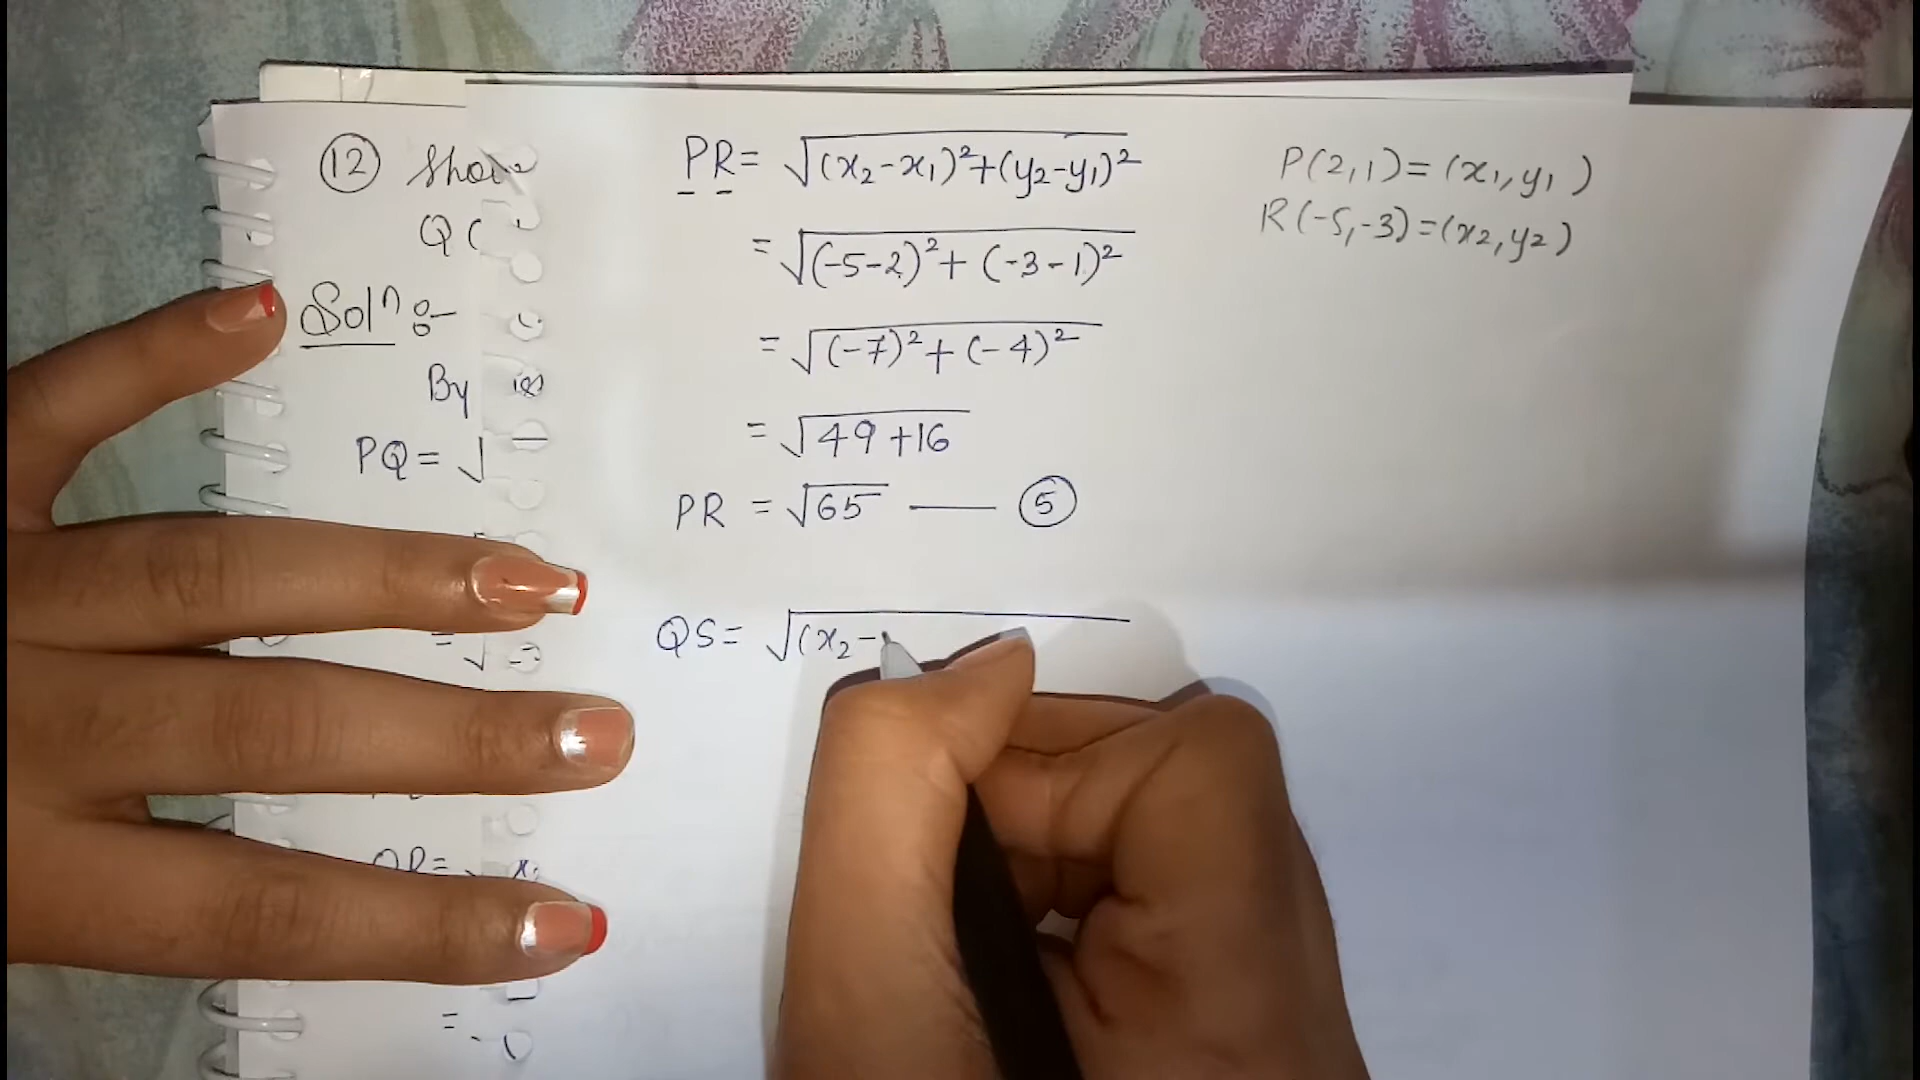 12 Show
Q(
Soln :-
By
PQ = √
= √
QR =
=
PR = √(x₂-x₁)²+(y₂-y₁)²
= √(-5-2)²+(-3-1)²
= √(-7)²+(-4)²
= √49+16
PR = √65 —— 5
QS = √(x₂-
P(2,1)=(x₁,y₁)
R(-5,-3)=(x₂,y₂)